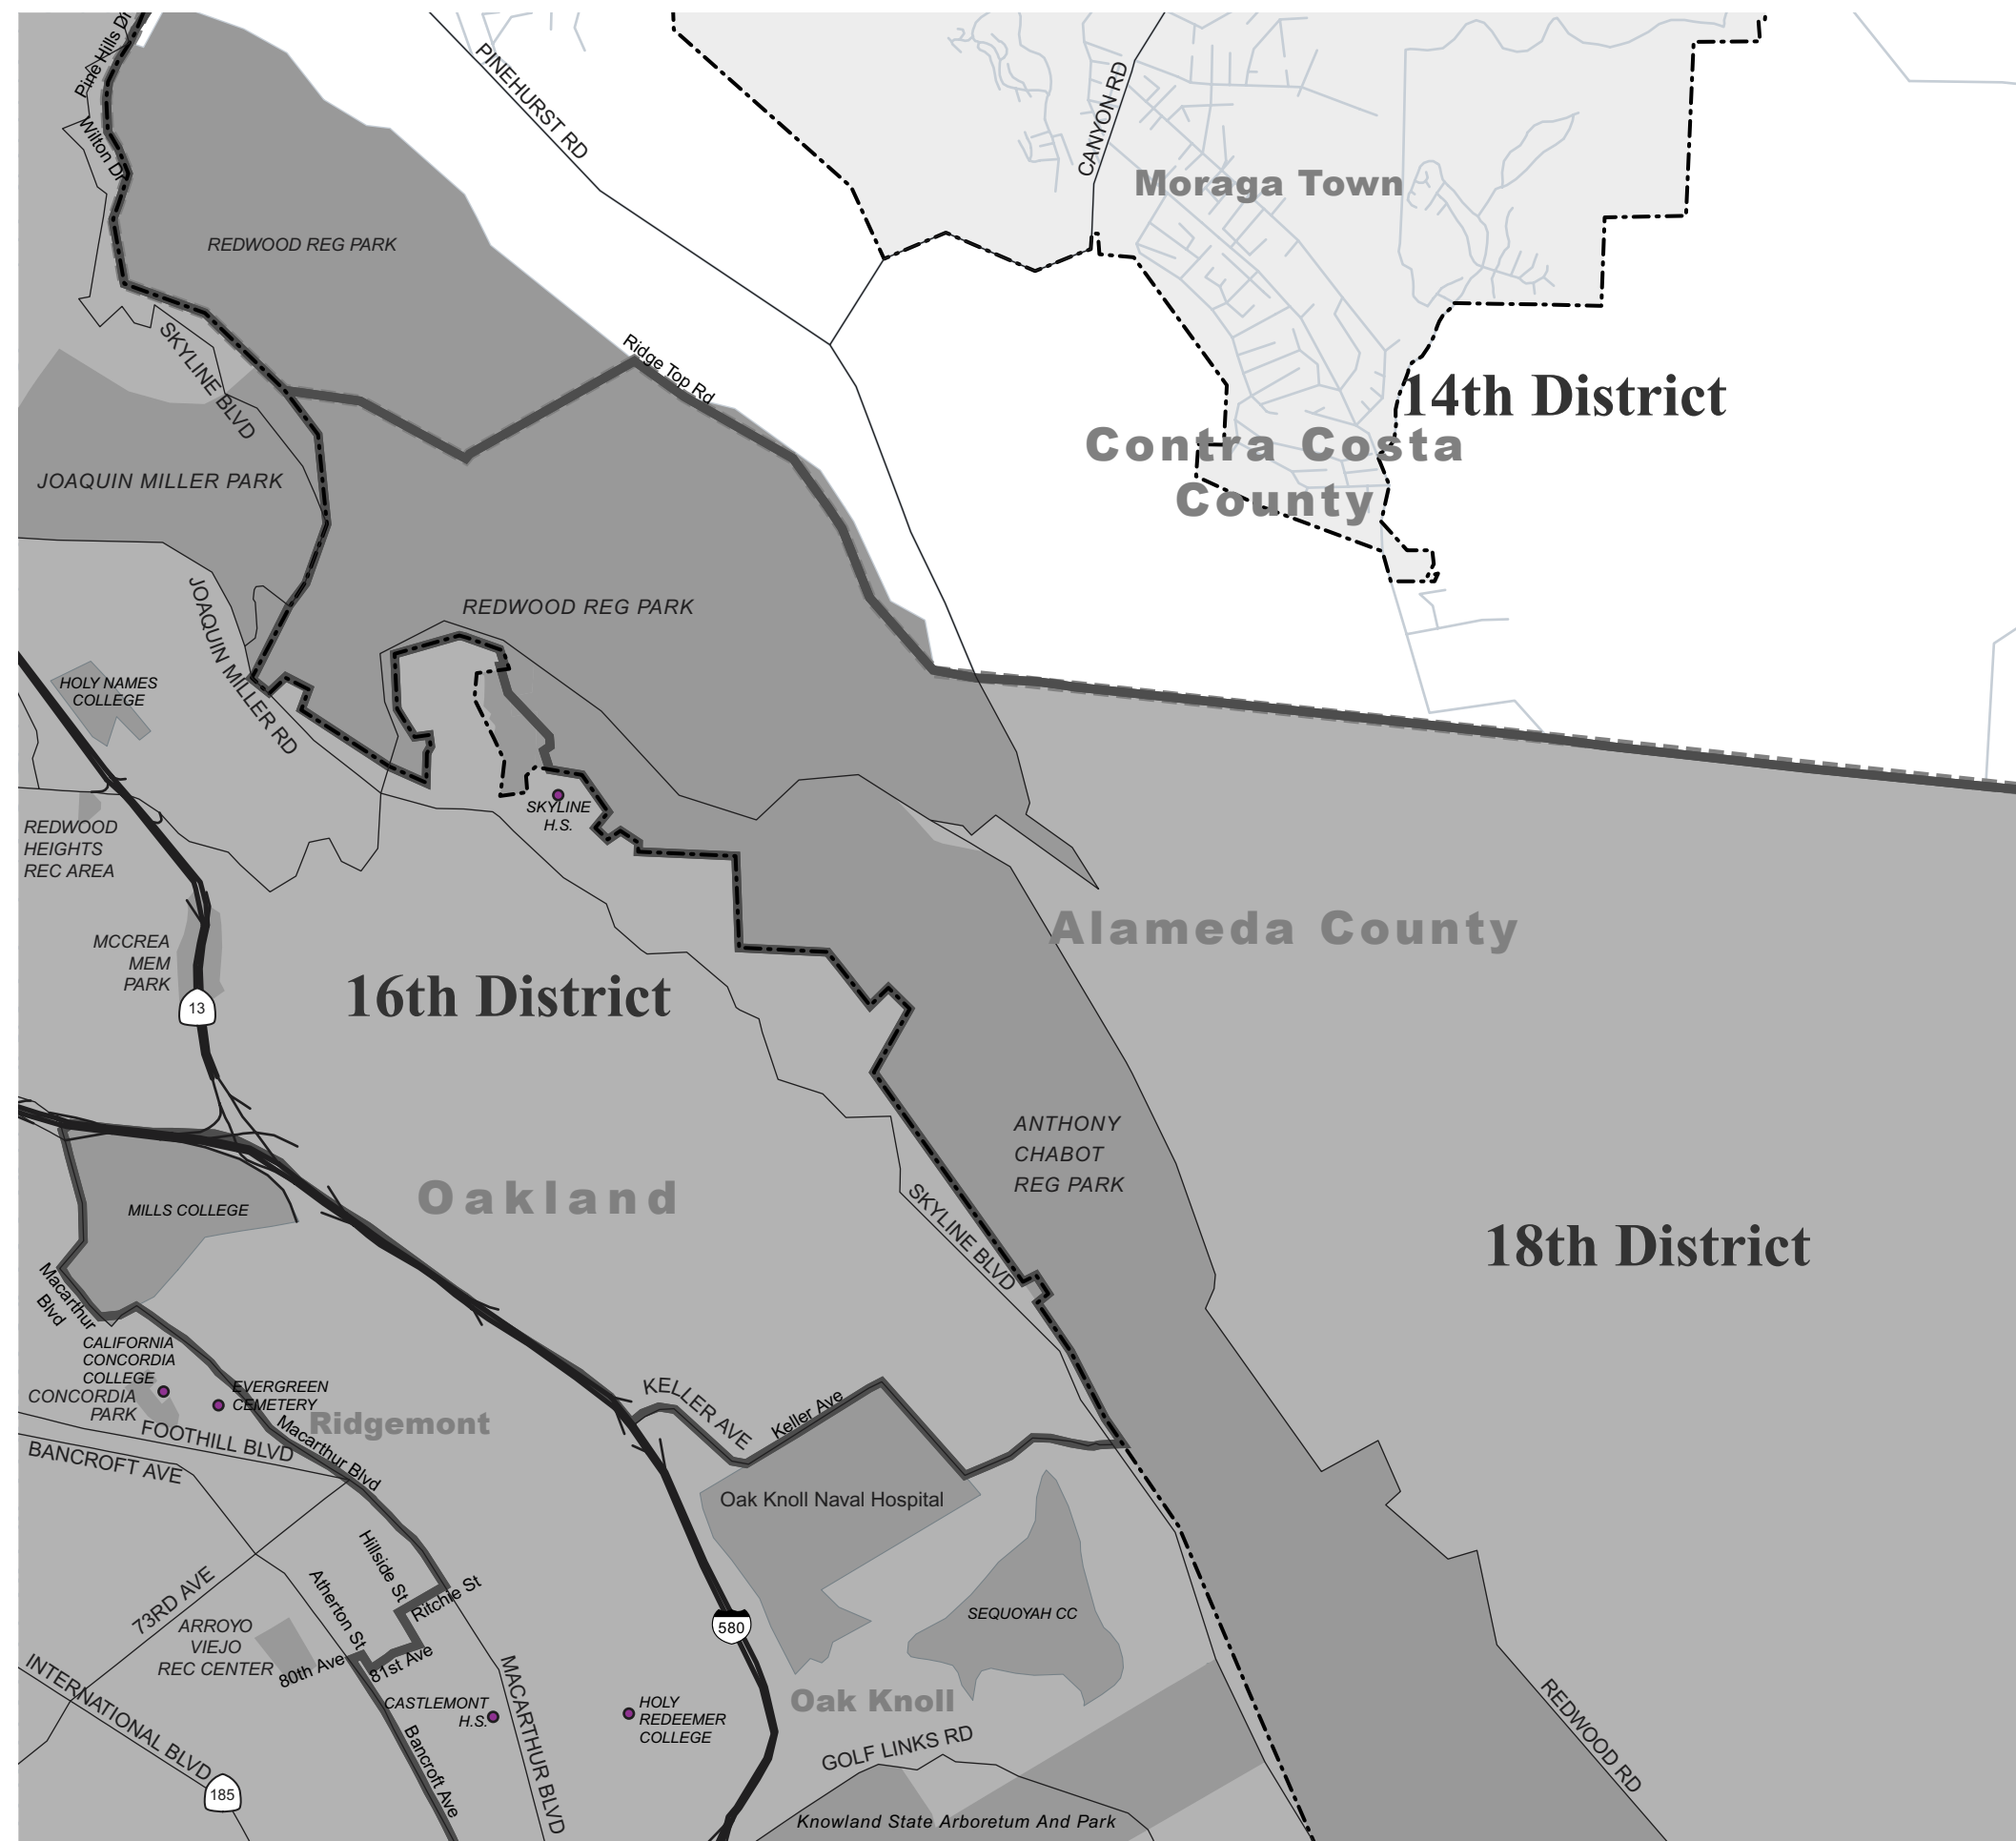 Pine Hills Dr
Wilton Dr
PINEHURST RD
CANYON RD
Moraga Town
REDWOOD REG PARK
SKYLINE BLVD
Ridge Top Rd
14th District
Contra Costa
County
JOAQUIN MILLER PARK
REDWOOD REG PARK
JOAQUIN MILLER RD
HOLY NAMES
COLLEGE
SKYLINE
H.S.
REDWOOD
HEIGHTS
REC AREA
MCCREA
MEM
PARK
13
16th District
Alameda County
ANTHONY
CHABOT
REG PARK
Oakland
MILLS COLLEGE
SKYLINE BLVD
18th District
Macarthur
Blvd
CALIFORNIA
CONCORDIA
COLLEGE
CONCORDIA
PARK
EVERGREEN
CEMETERY
Ridgemont
KELLER AVE
Keller Ave
FOOTHILL BLVD
BANCROFT AVE
Macarthur Blvd
Oak Knoll Naval Hospital
Hillside St
Atherton St
Ritchie St
73RD AVE
ARROYO
VIEJO
REC CENTER
80th Ave
81st Ave
580
SEQUOYAH CC
INTERNATIONAL BLVD
CASTLEMONT
H.S.
MACARTHUR BLVD
HOLY
REDEEMER
COLLEGE
Oak Knoll
GOLF LINKS RD
REDWOOD RD
Bancroft Ave
185
Knowland State Arboretum And Park